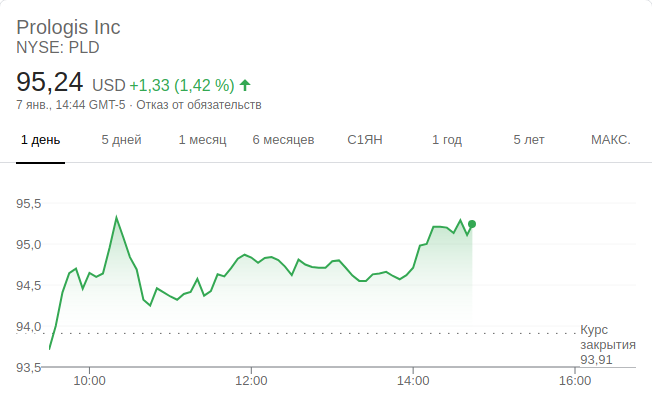 Prologis Inc
NYSE: PLD
95,24 USD +1,33 (1,42 %)
7 янв., 14:44 GMT-5 · Отказ от обязательств
1 день 5 дней 1 месяц 6 месяцев С1ЯН 1 год 5 лет МАКС.
95,5
95,0
94,5
94,0
Курс
закрытия
93,91
93,5
10:00 12:00 14:00 16:00